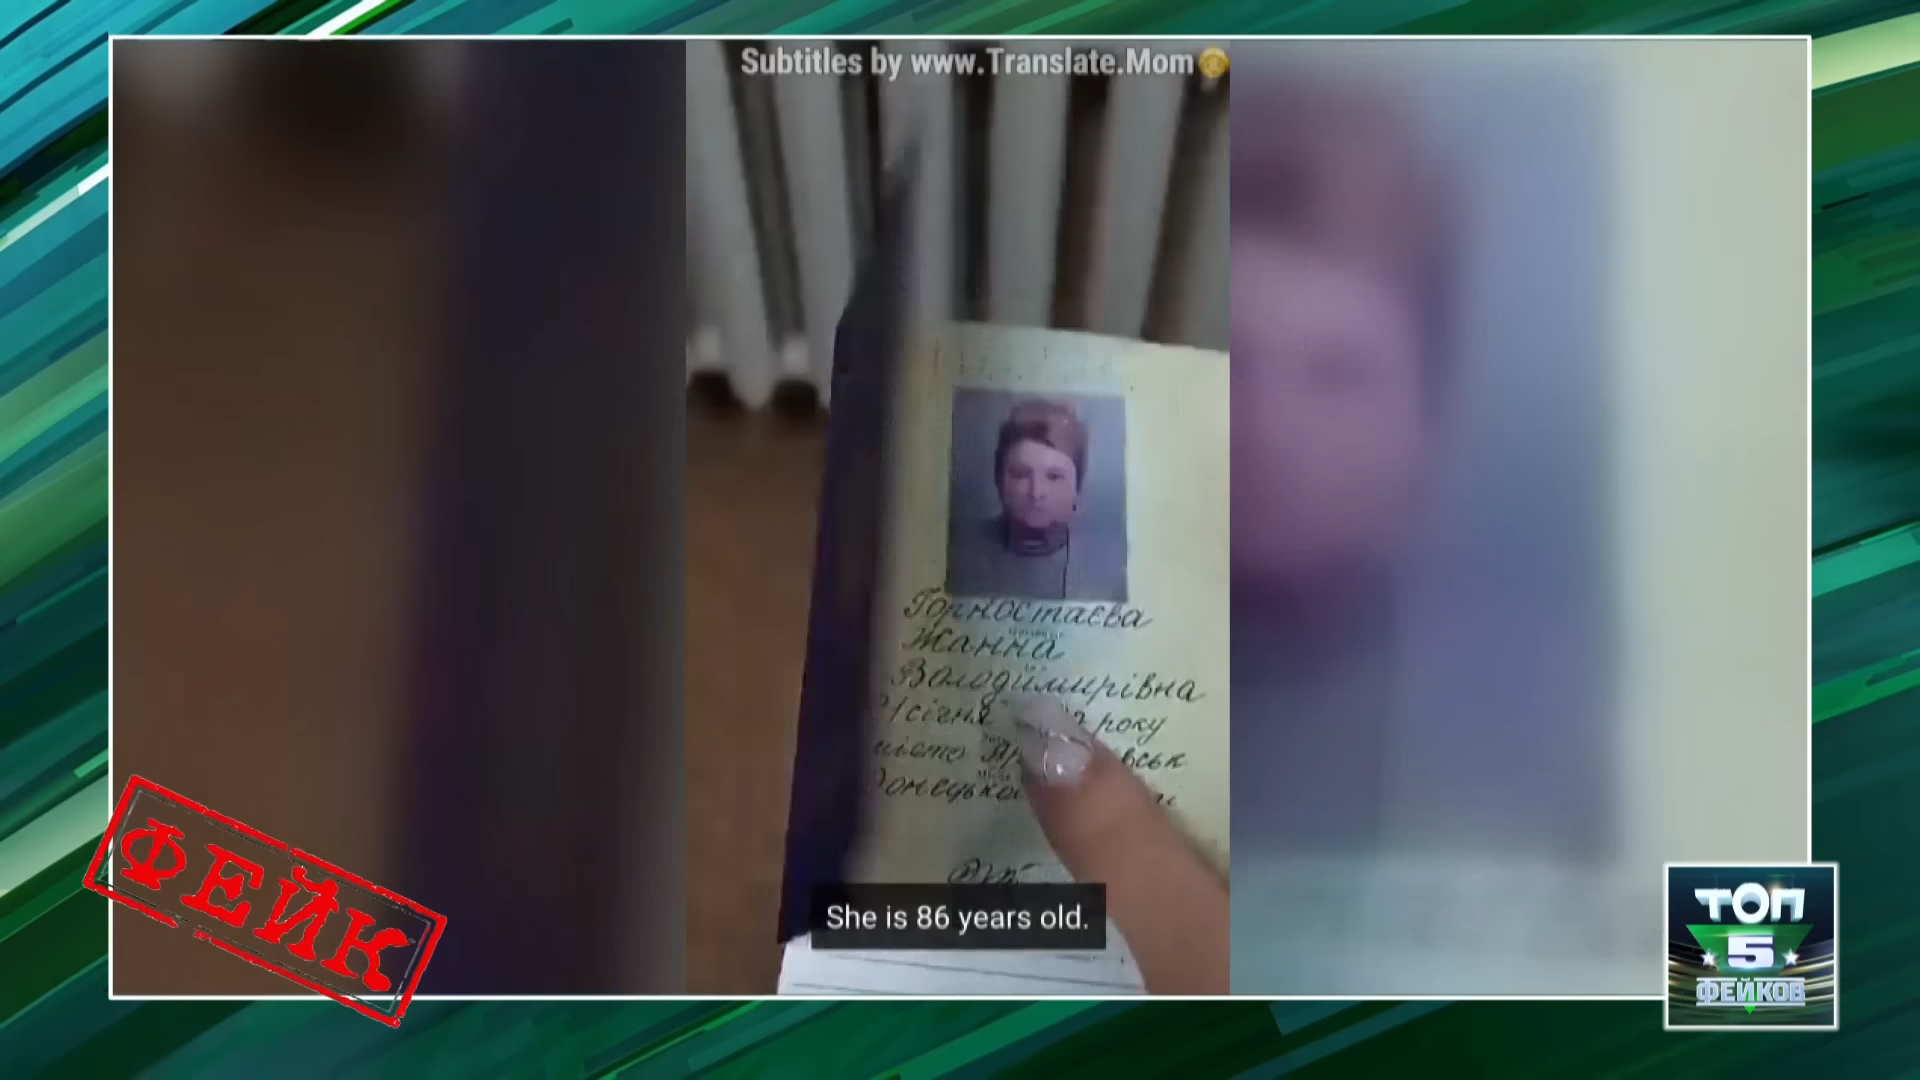 Subtitles by www.Translate.Mom
Горностаєва
Жанна
Володимирівна
січня року
місто
She is 86 years old.
ФЕЙК
ТОП
5
ФЕЙКОВ